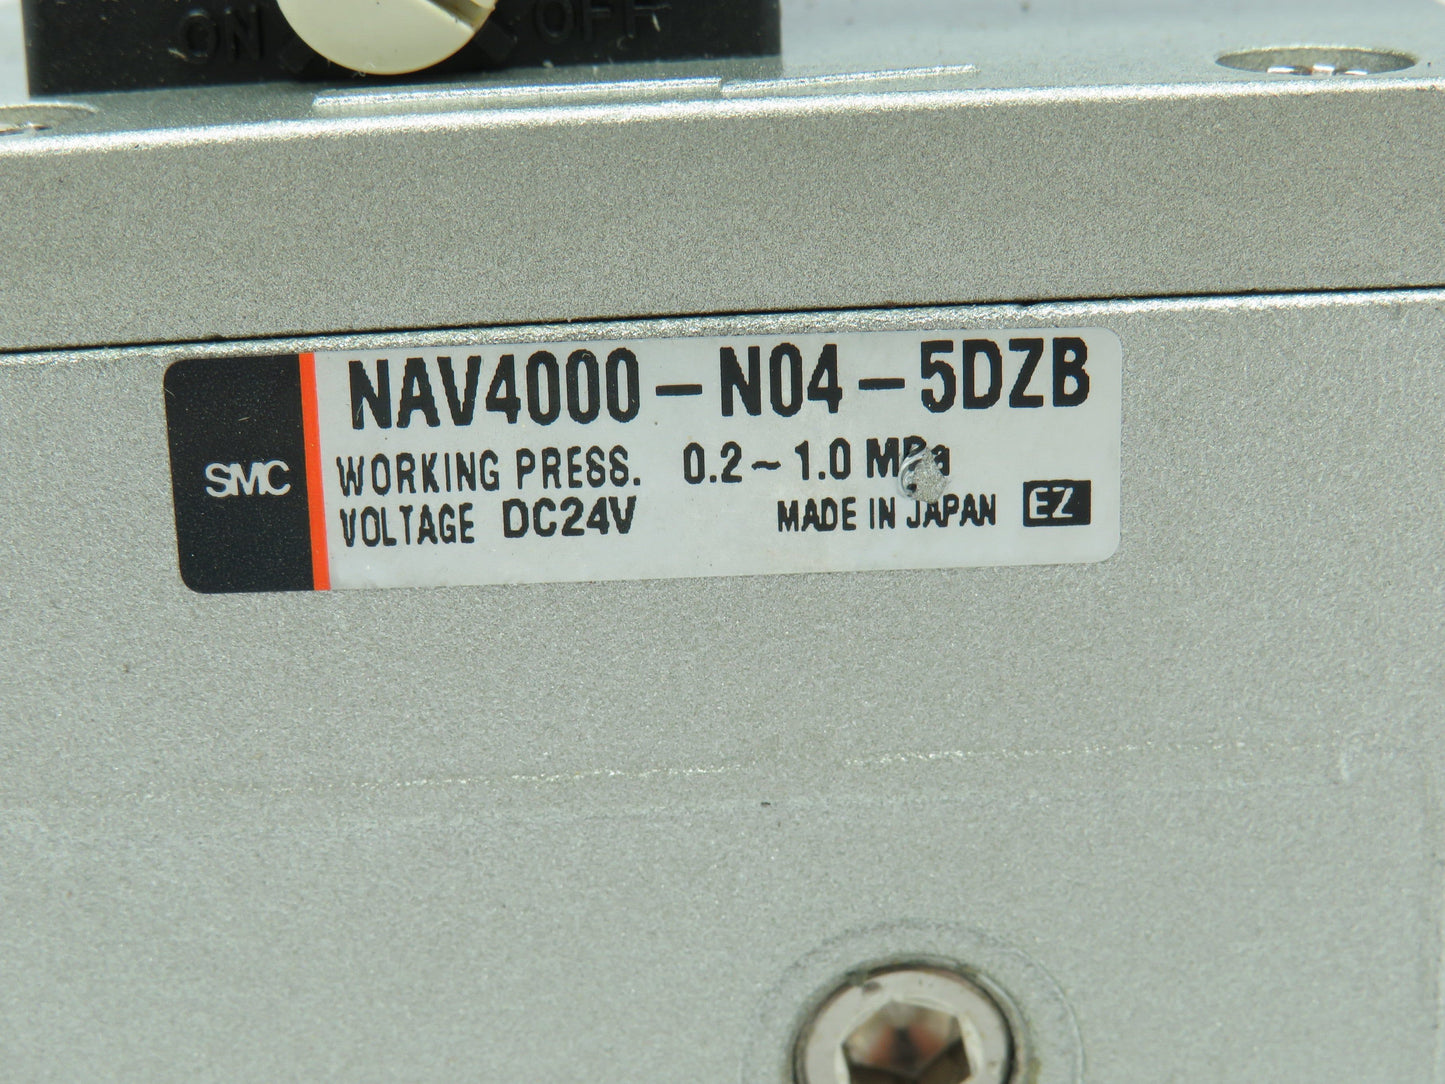 ON OFF
NAV4000-N04-5DZB
SMC
WORKING PRESS. 0.2~1.0 MPa
VOLTAGE DC24V MADE IN JAPAN EZ